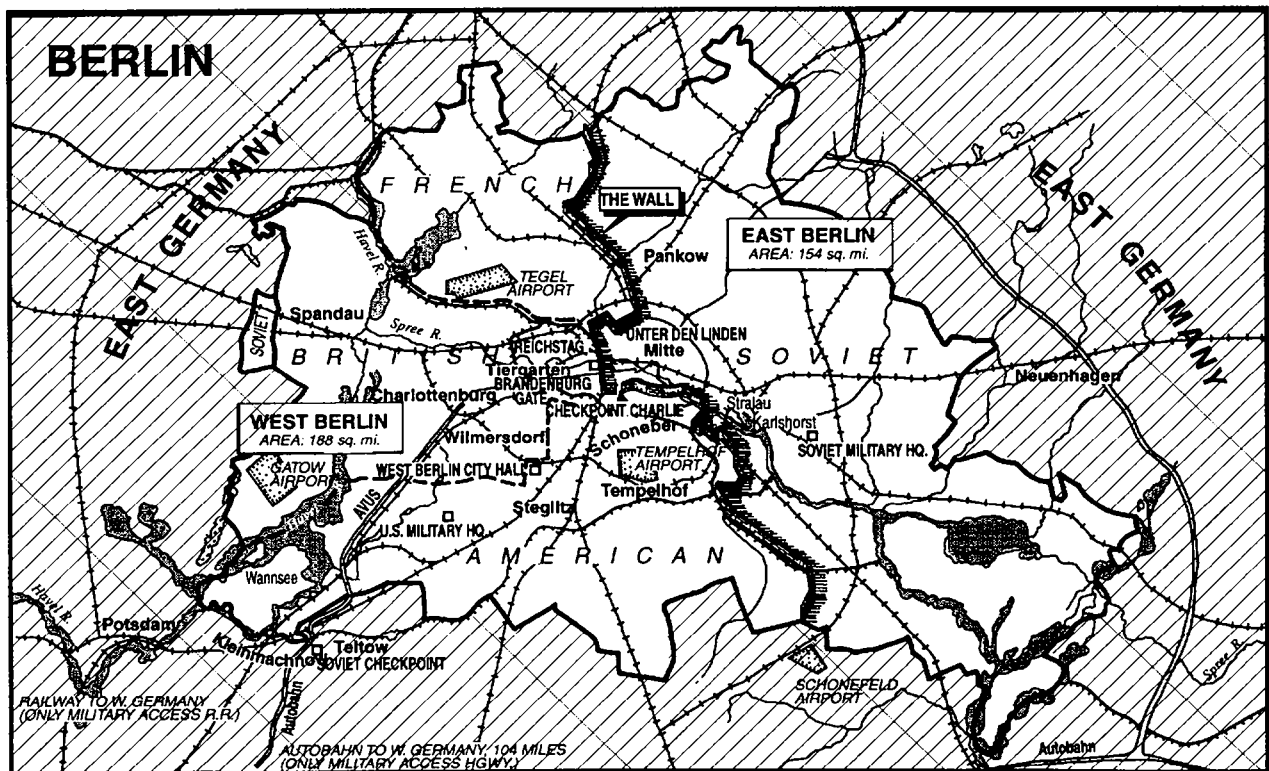 BERLIN
EAST GERMANY
EAST GERMANY
FRENCH
THE WALL
EAST BERLIN
AREA: 154 sq. mi.
Havel R.
Pankow
TEGEL
AIRPORT
Spandau
SOVIET
Spree R.
REICHSTAG
UNTER DEN LINDEN
Mitte
BRITISH
SOVIET
Tiergarten
BRANDENBURG
GATE
Neuenhagen
Charlottenburg
CHECKPOINT CHARLIE
Stralau
Karlshorst
WEST BERLIN
AREA: 188 sq. mi.
Wilmersdorf
Schoneber
SOVIET MILITARY HQ.
TEMPELHOF
AIRPORT
GATOW
AIRPORT
WEST BERLIN CITY HALL
Tempelhof
AVUS
Steglitz
U.S. MILITARY HQ.
AMERICAN
Wannsee
Havel R.
Potsdam
Kleinmachno
Teltow
SOVIET CHECKPOINT
Spree R.
SCHONEFELD
AIRPORT
RAILWAY TO W. GERMANY
(ONLY MILITARY ACCESS R.R.)
Autobahn
AUTOBAHN TO W. GERMANY, 104 MILES
(ONLY MILITARY ACCESS HGWY.)
Autobahn